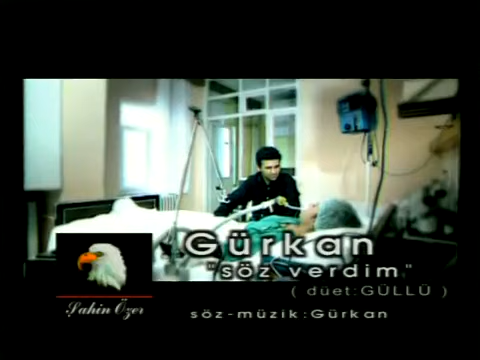 Gürkan
"söz verdim"
( düet:GÜLLÜ )
Şahin Özer
söz-müzik:Gürkan